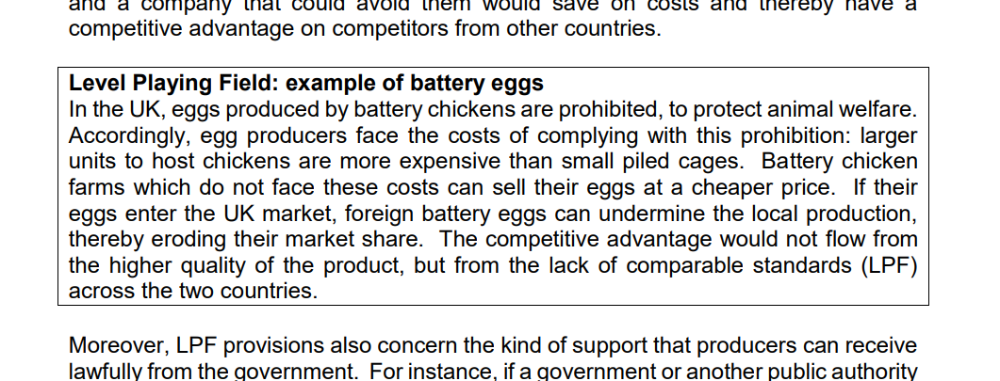 and a company that could avoid them would save on costs and thereby have a
competitive advantage on competitors from other countries.
Level Playing Field: example of battery eggs
In the UK, eggs produced by battery chickens are prohibited, to protect animal welfare.
Accordingly, egg producers face the costs of complying with this prohibition: larger
units to host chickens are more expensive than small piled cages. Battery chicken
farms which do not face these costs can sell their eggs at a cheaper price. If their
eggs enter the UK market, foreign battery eggs can undermine the local production,
thereby eroding their market share. The competitive advantage would not flow from
the higher quality of the product, but from the lack of comparable standards (LPF)
across the two countries.
Moreover, LPF provisions also concern the kind of support that producers can receive
lawfully from the government. For instance, if a government or another public authority